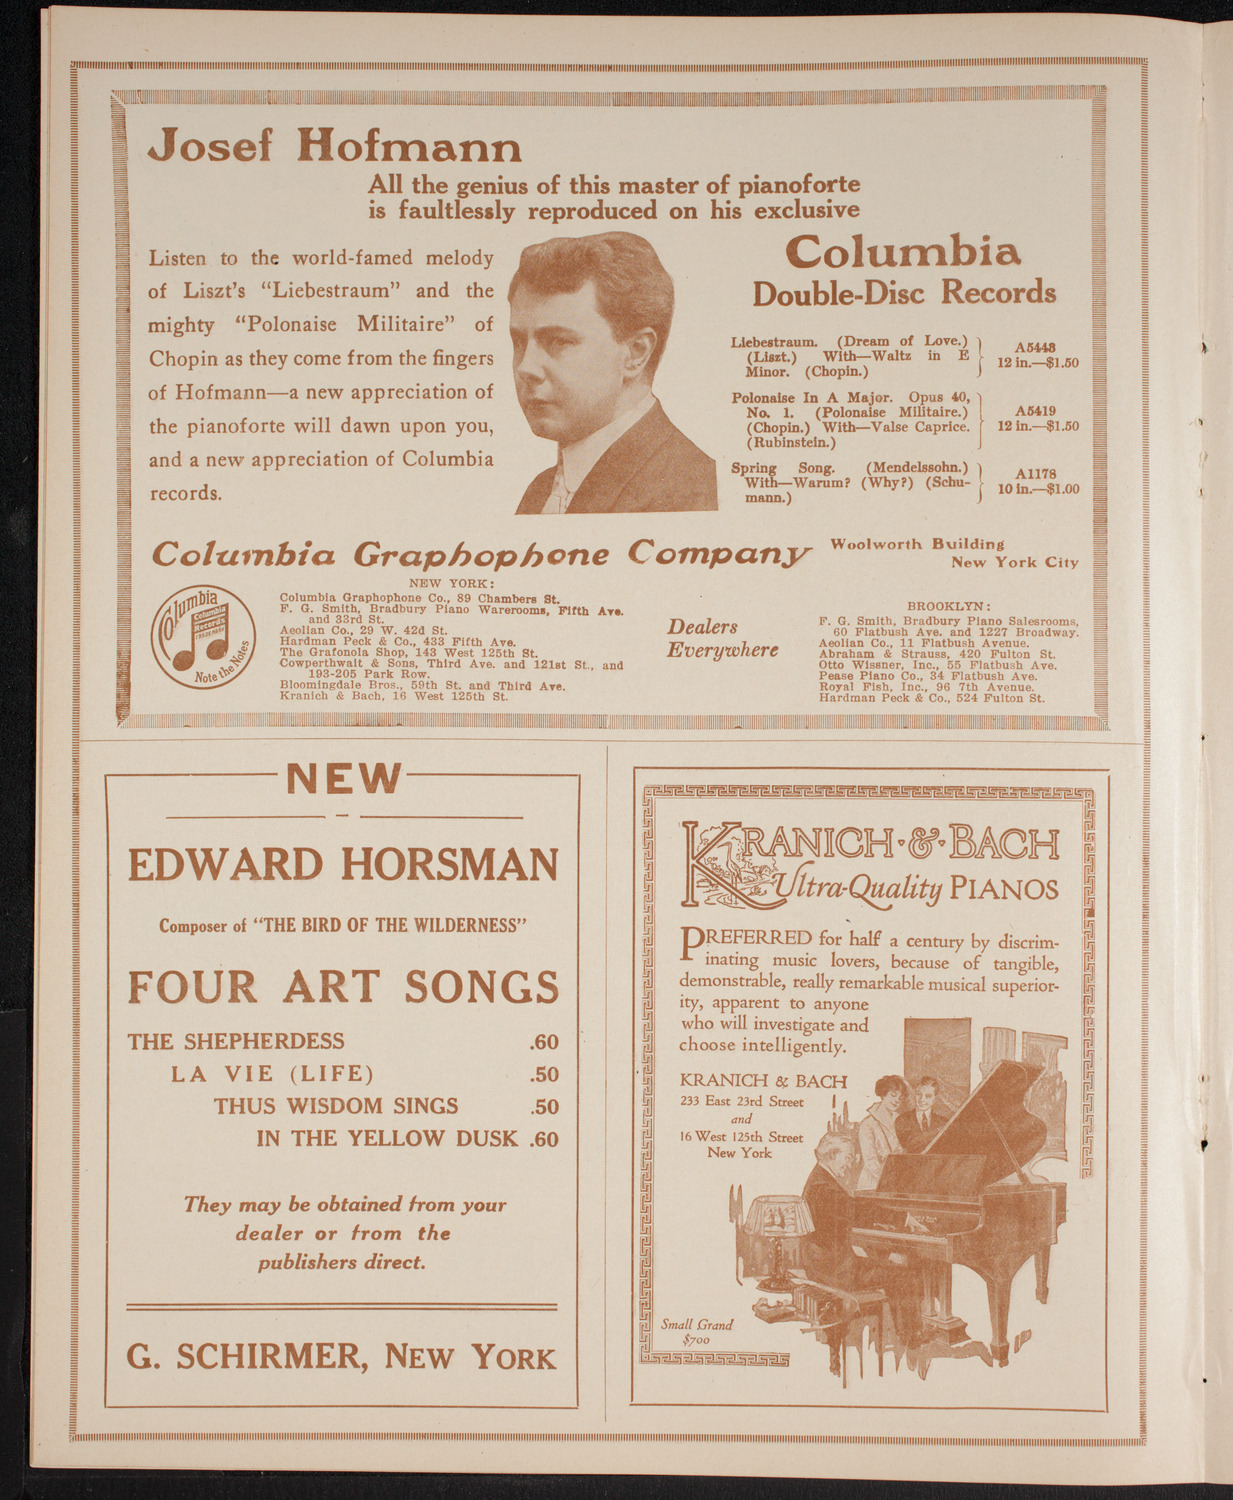 Josef Hofmann
All the genius of this master of pianoforte
is faultlessly reproduced on his exclusive
Listen to the world-famed melody
of Liszt's "Liebestraum" and the
mighty "Polonaise Militaire" of
Chopin as they come from the fingers
of Hofmann—a new appreciation of
the pianoforte will dawn upon you,
and a new appreciation of Columbia
records.
Columbia
Double-Disc Records
Liebestraum. (Dream of Love.)
(Liszt.) With—Waltz in E
Minor. (Chopin.)
A5448
12 in.—$1.50
Polonaise In A Major. Opus 40,
No. 1. (Polonaise Militaire.)
(Chopin.) With—Valse Caprice.
(Rubinstein.)
A5419
12 in.—$1.50
Spring Song. (Mendelssohn.)
With—Warum? (Why?) (Schu-
mann.)
A1178
10 in.—$1.00
Columbia Graphophone Company
Woolworth Building
New York City
Columbia
Columbia
Records
TRADE MARK
Note the Notes
NEW YORK:
Columbia Graphophone Co., 89 Chambers St.
F. G. Smith, Bradbury Piano Warerooms, Fifth Ave.
and 33rd St.
Aeolian Co., 29 W. 42d St.
Hardman Peck & Co., 433 Fifth Ave.
The Grafonola Shop, 143 West 125th St.
Cowperthwait & Sons, Third Ave. and 121st St., and
193-205 Park Row.
Bloomingdale Bros., 59th St. and Third Ave.
Kranich & Bach, 16 West 125th St.
Dealers
Everywhere
BROOKLYN:
F. G. Smith, Bradbury Piano Salesrooms,
60 Flatbush Ave. and 1227 Broadway.
Aeolian Co., 11 Flatbush Avenue.
Abraham & Strauss, 420 Fulton St.
Otto Wissner, Inc., 55 Flatbush Ave.
Pease Piano Co., 34 Flatbush Ave.
Royal Fish, Inc., 96 7th Avenue.
Hardman Peck & Co., 524 Fulton St.
NEW
EDWARD HORSMAN
Composer of "THE BIRD OF THE WILDERNESS"
FOUR ART SONGS
THE SHEPHERDESS .60
LA VIE (LIFE) .50
THUS WISDOM SINGS .50
IN THE YELLOW DUSK .60
They may be obtained from your
dealer or from the
publishers direct.
G. SCHIRMER, NEW YORK
KRANICH·&·BACH
Ultra-Quality PIANOS
PREFERRED for half a century by discrim-
inating music lovers, because of tangible,
demonstrable, really remarkable musical superior-
ity, apparent to anyone
who will investigate and
choose intelligently.
KRANICH & BACH
233 East 23rd Street
and
16 West 125th Street
New York
Small Grand
$700